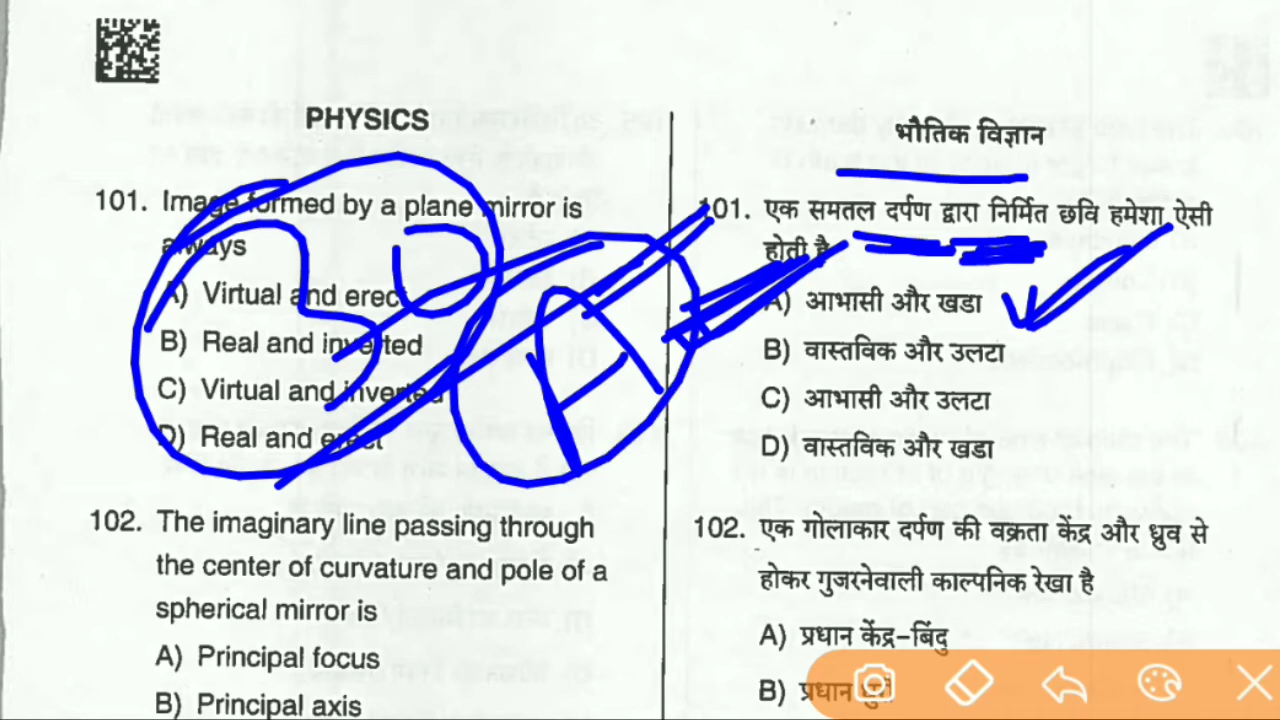 PHYSICS
101. Image formed by a plane mirror is
always
A) Virtual and erect
B) Real and inverted
C) Virtual and inverted
D) Real and erect
102. The imaginary line passing through
the center of curvature and pole of a
spherical mirror is
A) Principal focus
B) Principal axis
भौतिक विज्ञान
101. एक समतल दर्पण द्वारा निर्मित छवि हमेशा ऐसी
होती है
A) आभासी और खडा
B) वास्तविक और उलटा
C) आभासी और उलटा
D) वास्तविक और खडा
102. एक गोलाकार दर्पण की वक्रता केंद्र और ध्रुव से
होकर गुजरनेवाली काल्पनिक रेखा है
A) प्रधान केंद्र-बिंदु
B) प्रधान